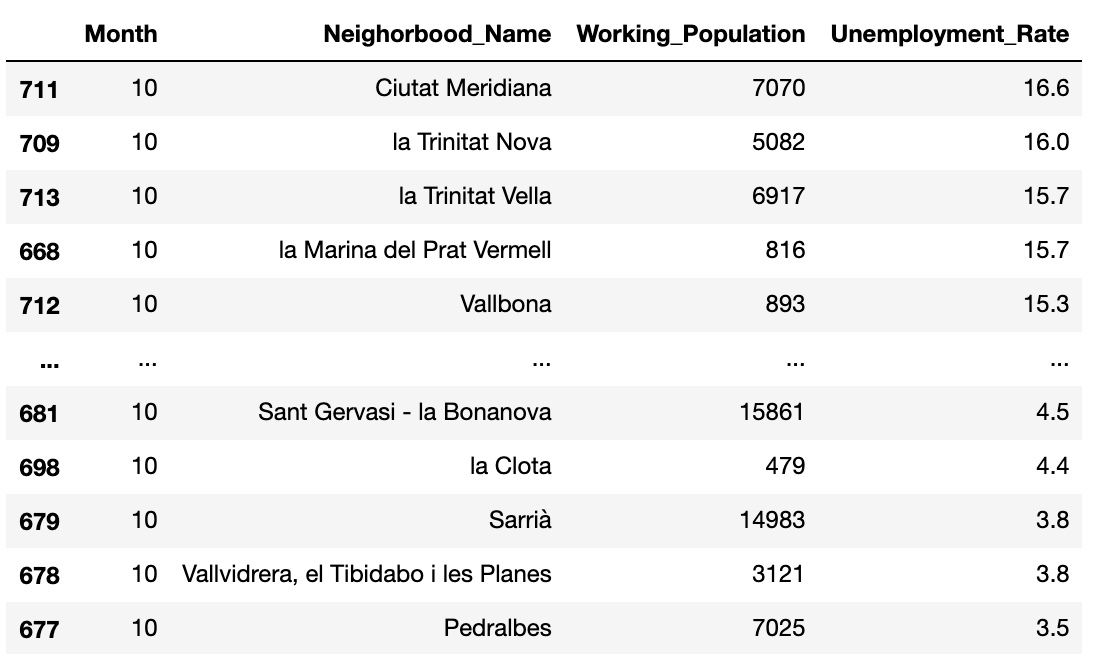 Month Neighorbood_Name Working_Population Unemployment_Rate
711 10 Ciutat Meridiana 7070 16.6
709 10 la Trinitat Nova 5082 16.0
713 10 la Trinitat Vella 6917 15.7
668 10 la Marina del Prat Vermell 816 15.7
712 10 Vallbona 893 15.3
... ... ... ... ...
681 10 Sant Gervasi - la Bonanova 15861 4.5
698 10 la Clota 479 4.4
679 10 Sarrià 14983 3.8
678 10 Vallvidrera, el Tibidabo i les Planes 3121 3.8
677 10 Pedralbes 7025 3.5